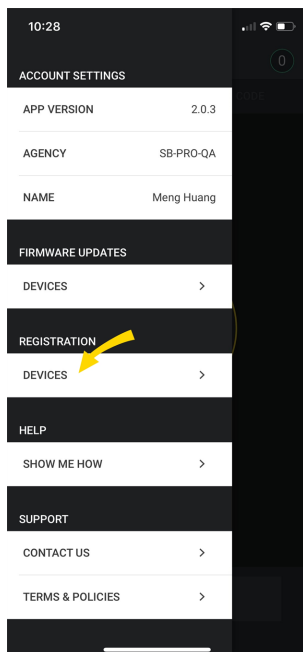 10:28
0
ACCOUNT SETTINGS
CODE
APP VERSION 2.0.3
AGENCY SB-PRO-QA
NAME Meng Huang
FIRMWARE UPDATES
DEVICES >
REGISTRATION
DEVICES >
HELP
SHOW ME HOW >
SUPPORT
CONTACT US >
TERMS & POLICIES >